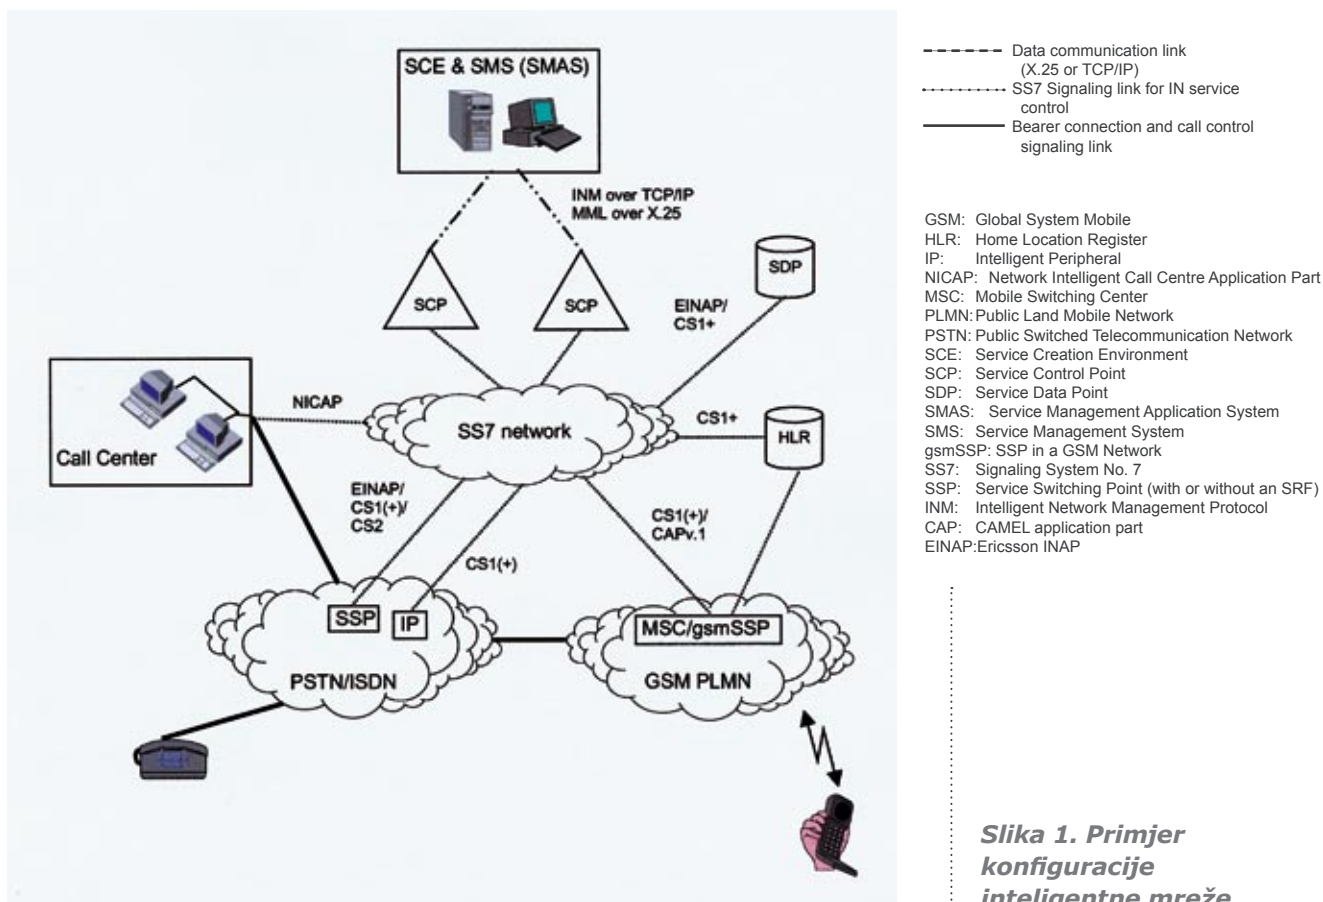 SCE & SMS (SMAS)
INM over TCP/IP
MML over X.25
SCP
SCP
SDP
EINAP/
CS1+
NICAP
SS7 network
CS1+
HLR
Call Center
EINAP/
CS1(+)/
CS2
CS1(+)
CS1(+)/
CAPv.1
SSP
IP
PSTN/ISDN
MSC/gsmSSP
GSM PLMN
Data communication link
(X.25 or TCP/IP)
SS7 Signaling link for IN service
control
Bearer connection and call control
signaling link
GSM: Global System Mobile
HLR: Home Location Register
IP: Intelligent Peripheral
NICAP: Network Intelligent Call Centre Application Part
MSC: Mobile Switching Center
PLMN: Public Land Mobile Network
PSTN: Public Switched Telecommunication Network
SCE: Service Creation Environment
SCP: Service Control Point
SDP: Service Data Point
SMAS: Service Management Application System
SMS: Service Management System
gsmSSP: SSP in a GSM Network
SS7: Signaling System No. 7
SSP: Service Switching Point (with or without an SRF)
INM: Intelligent Network Management Protocol
CAP: CAMEL application part
EINAP:Ericsson INAP
Slika 1. Primjer
konfiguracije
inteligentne mreže